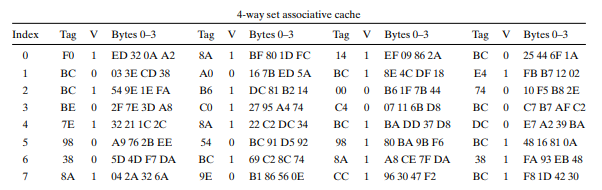 4-way set associative cache
Index Tag V Bytes 0–3 Tag V Bytes 0–3 Tag V Bytes 0–3 Tag V Bytes 0–3
0 F0 1 ED 32 0A A2 8A 1 BF 80 1D FC 14 1 EF 09 86 2A BC 0 25 44 6F 1A
1 BC 0 03 3E CD 38 A0 0 16 7B ED 5A BC 1 8E 4C DF 18 E4 1 FB B7 12 02
2 BC 1 54 9E 1E FA B6 1 DC 81 B2 14 00 0 B6 1F 7B 44 74 0 10 F5 B8 2E
3 BE 0 2F 7E 3D A8 C0 1 27 95 A4 74 C4 0 07 11 6B D8 BC 0 C7 B7 AF C2
4 7E 1 32 21 1C 2C 8A 1 22 C2 DC 34 BC 1 BA DD 37 D8 DC 0 E7 A2 39 BA
5 98 0 A9 76 2B EE 54 0 BC 91 D5 92 98 1 80 BA 9B F6 BC 1 48 16 81 0A
6 38 0 5D 4D F7 DA BC 1 69 C2 8C 74 8A 1 A8 CE 7F DA 38 1 FA 93 EB 48
7 8A 1 04 2A 32 6A 9E 0 B1 86 56 0E CC 1 96 30 47 F2 BC 1 F8 1D 42 30